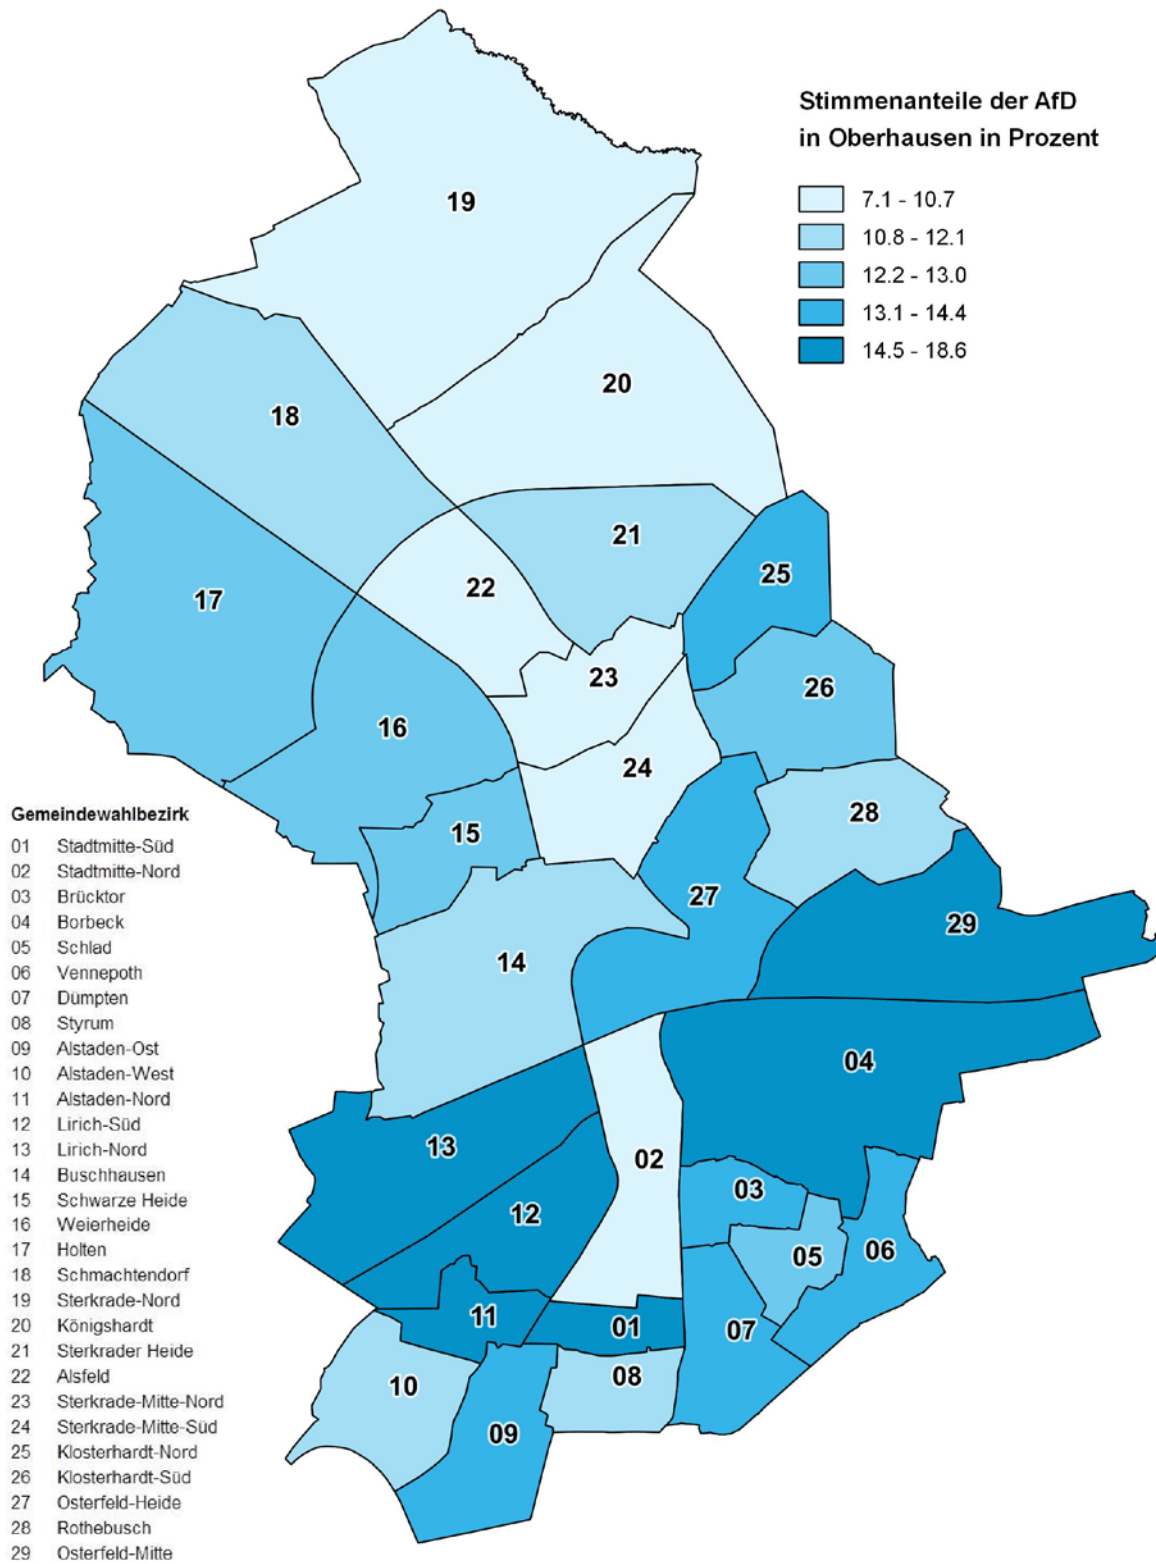 Stimmenanteile der AfD
in Oberhausen in Prozent
7.1 - 10.7
10.8 - 12.1
12.2 - 13.0
13.1 - 14.4
14.5 - 18.6
19
20
18
21
25
22
17
23
26
16
24
28
15
27
29
14
04
13
02
03
12
05
06
11
01
07
08
10
09
Gemeindewahlbezirk
01 Stadtmitte-Süd
02 Stadtmitte-Nord
03 Brücktor
04 Borbeck
05 Schlad
06 Vennepoth
07 Dümpten
08 Styrum
09 Alstaden-Ost
10 Alstaden-West
11 Alstaden-Nord
12 Lirich-Süd
13 Lirich-Nord
14 Buschhausen
15 Schwarze Heide
16 Weierheide
17 Holten
18 Schmachtendorf
19 Sterkrade-Nord
20 Königshardt
21 Sterkrader Heide
22 Alsfeld
23 Sterkrade-Mitte-Nord
24 Sterkrade-Mitte-Süd
25 Klosterhardt-Nord
26 Klosterhardt-Süd
27 Osterfeld-Heide
28 Rothebusch
29 Osterfeld-Mitte